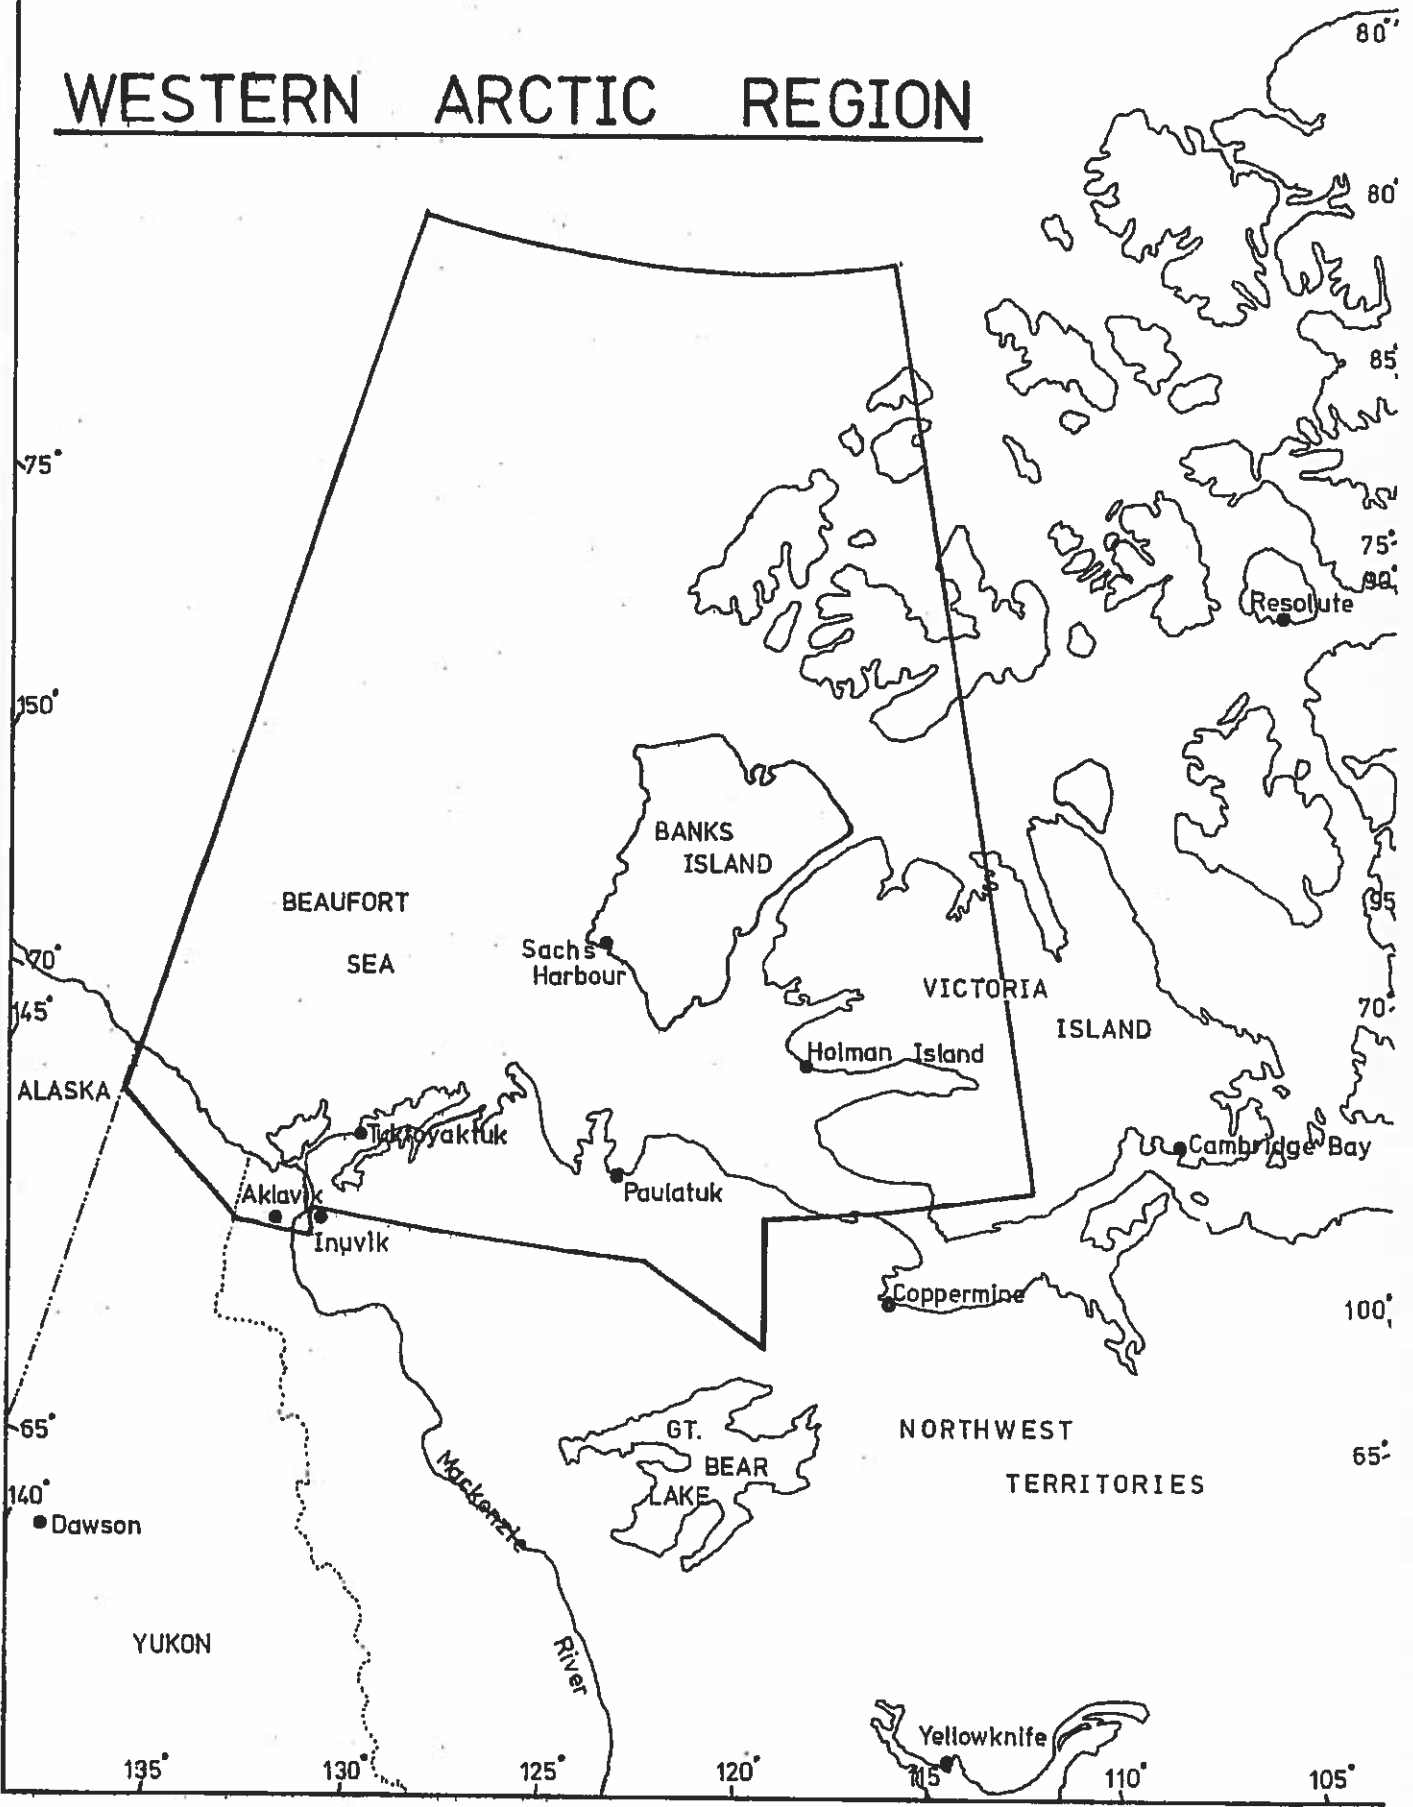 WESTERN ARCTIC REGION
80°
80°
85°
75°
75°
90°
Resolute
150°
BANKS
ISLAND
95
BEAUFORT
SEA
Sachs
Harbour
70°
VICTORIA
ISLAND
145°
70°
Holman Island
ALASKA
Tuktoyaktuk
Cambridge Bay
Aklavik
Paulatuk
Inuvik
Coppermine
100°
65°
GT.
BEAR
LAKE
NORTHWEST
TERRITORIES
65°
Mackenzie
River
140°
Dawson
YUKON
Yellowknife
135°
130°
125°
120°
115
110°
105°